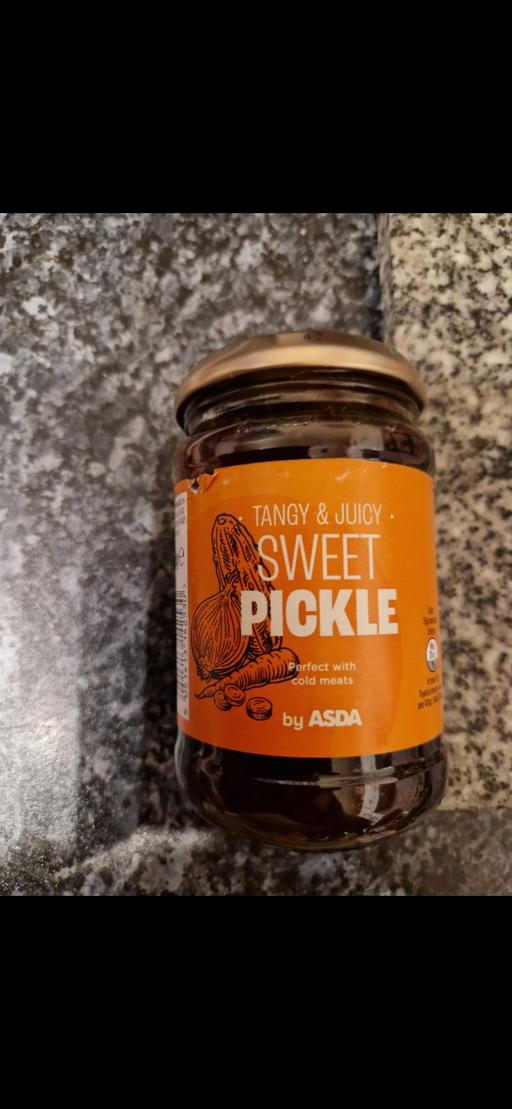 · TANGY & JUICY ·
SWEET
PICKLE
Perfect with
cold meats
by ASDA